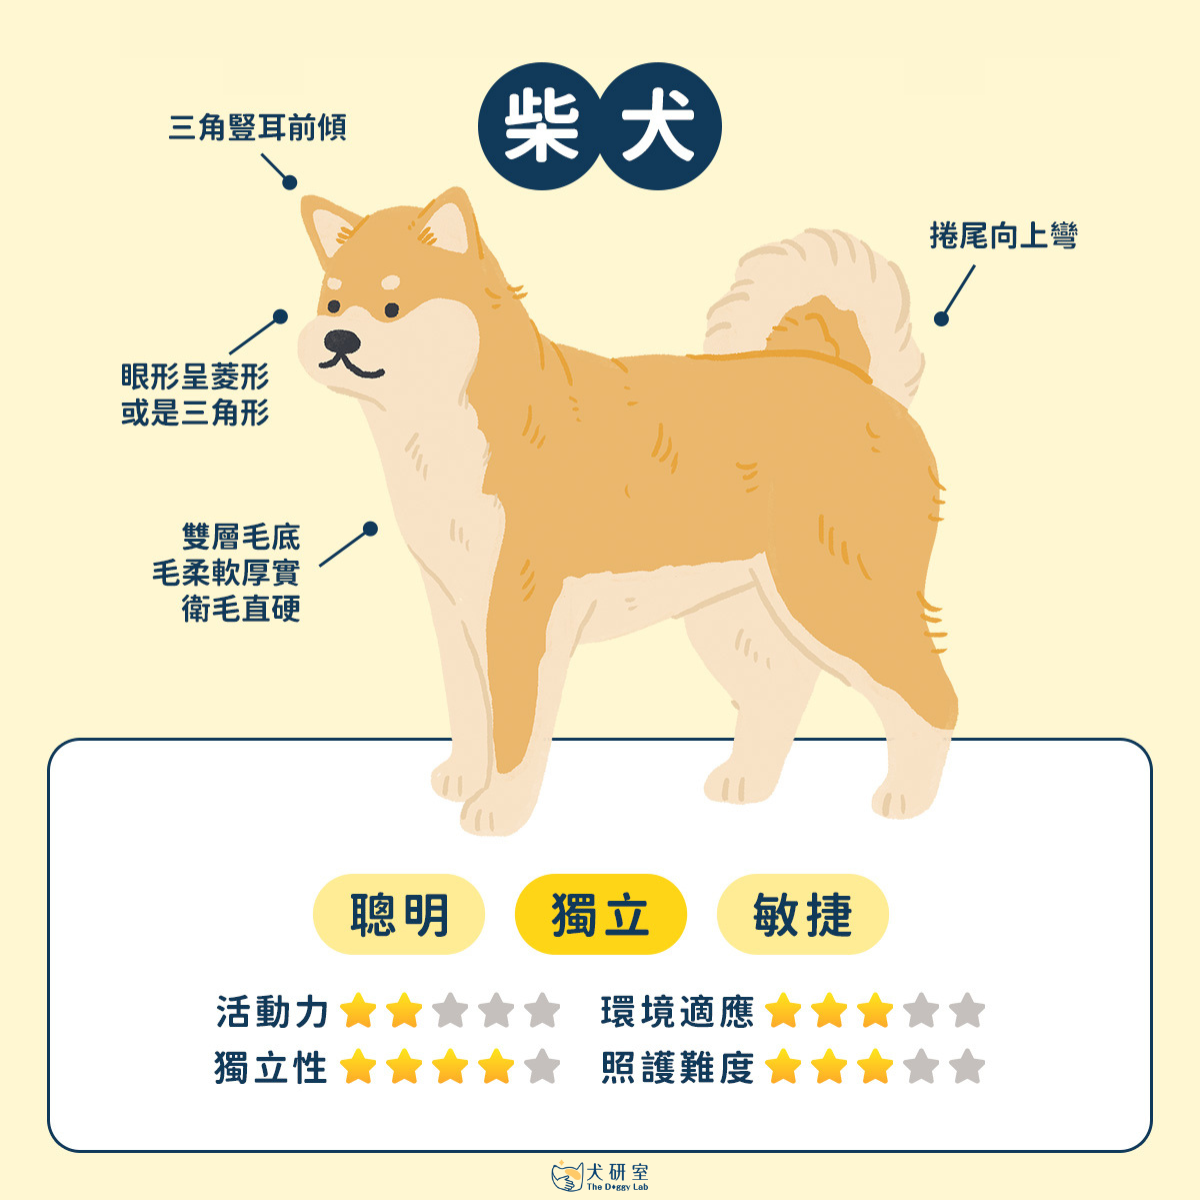 柴犬
三角豎耳前傾
捲尾向上彎
眼形呈菱形
或是三角形
雙層毛底
毛柔軟厚實
衛毛直硬
聰明 獨立 敏捷
活動力 環境適應
獨立性 照護難度
犬研室
The Doggy Lab